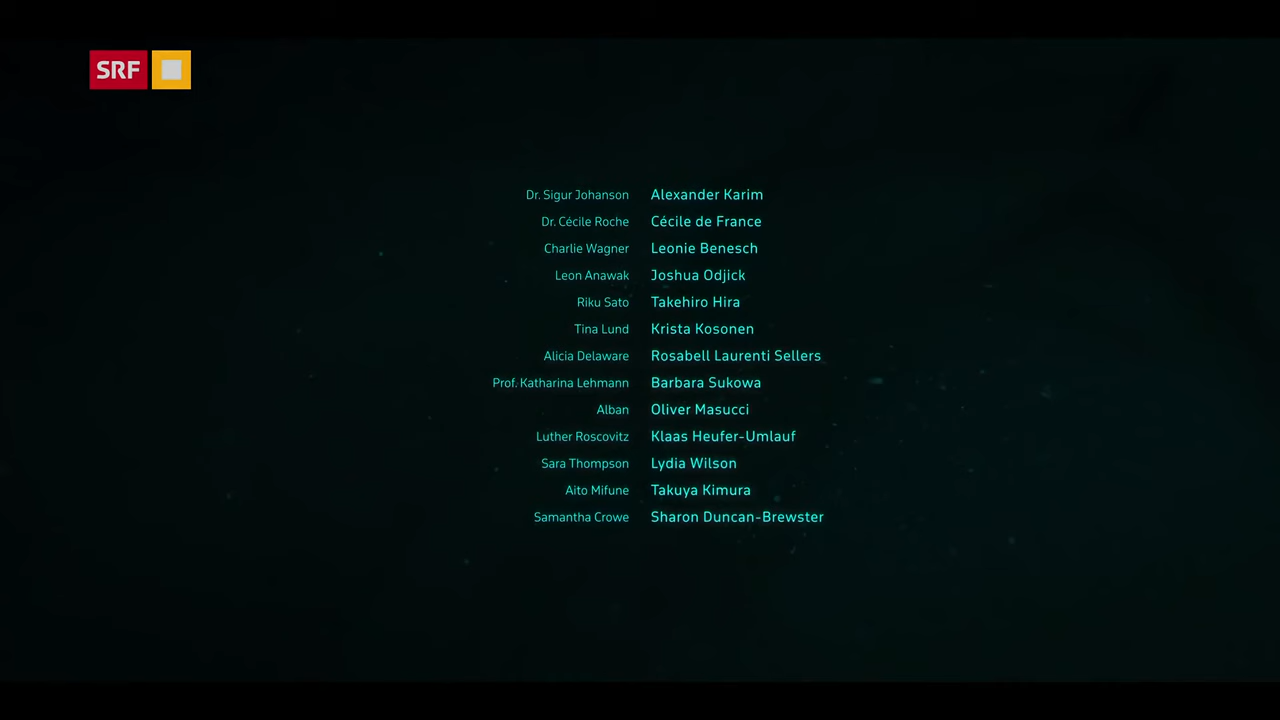 SRF
Dr. Sigur Johanson Alexander Karim
Dr. Cécile Roche Cécile de France
Charlie Wagner Leonie Benesch
Leon Anawak Joshua Odjick
Riku Sato Takehiro Hira
Tina Lund Krista Kosonen
Alicia Delaware Rosabell Laurenti Sellers
Prof. Katharina Lehmann Barbara Sukowa
Alban Oliver Masucci
Luther Roscovitz Klaas Heufer-Umlauf
Sara Thompson Lydia Wilson
Aito Mifune Takuya Kimura
Samantha Crowe Sharon Duncan-Brewster